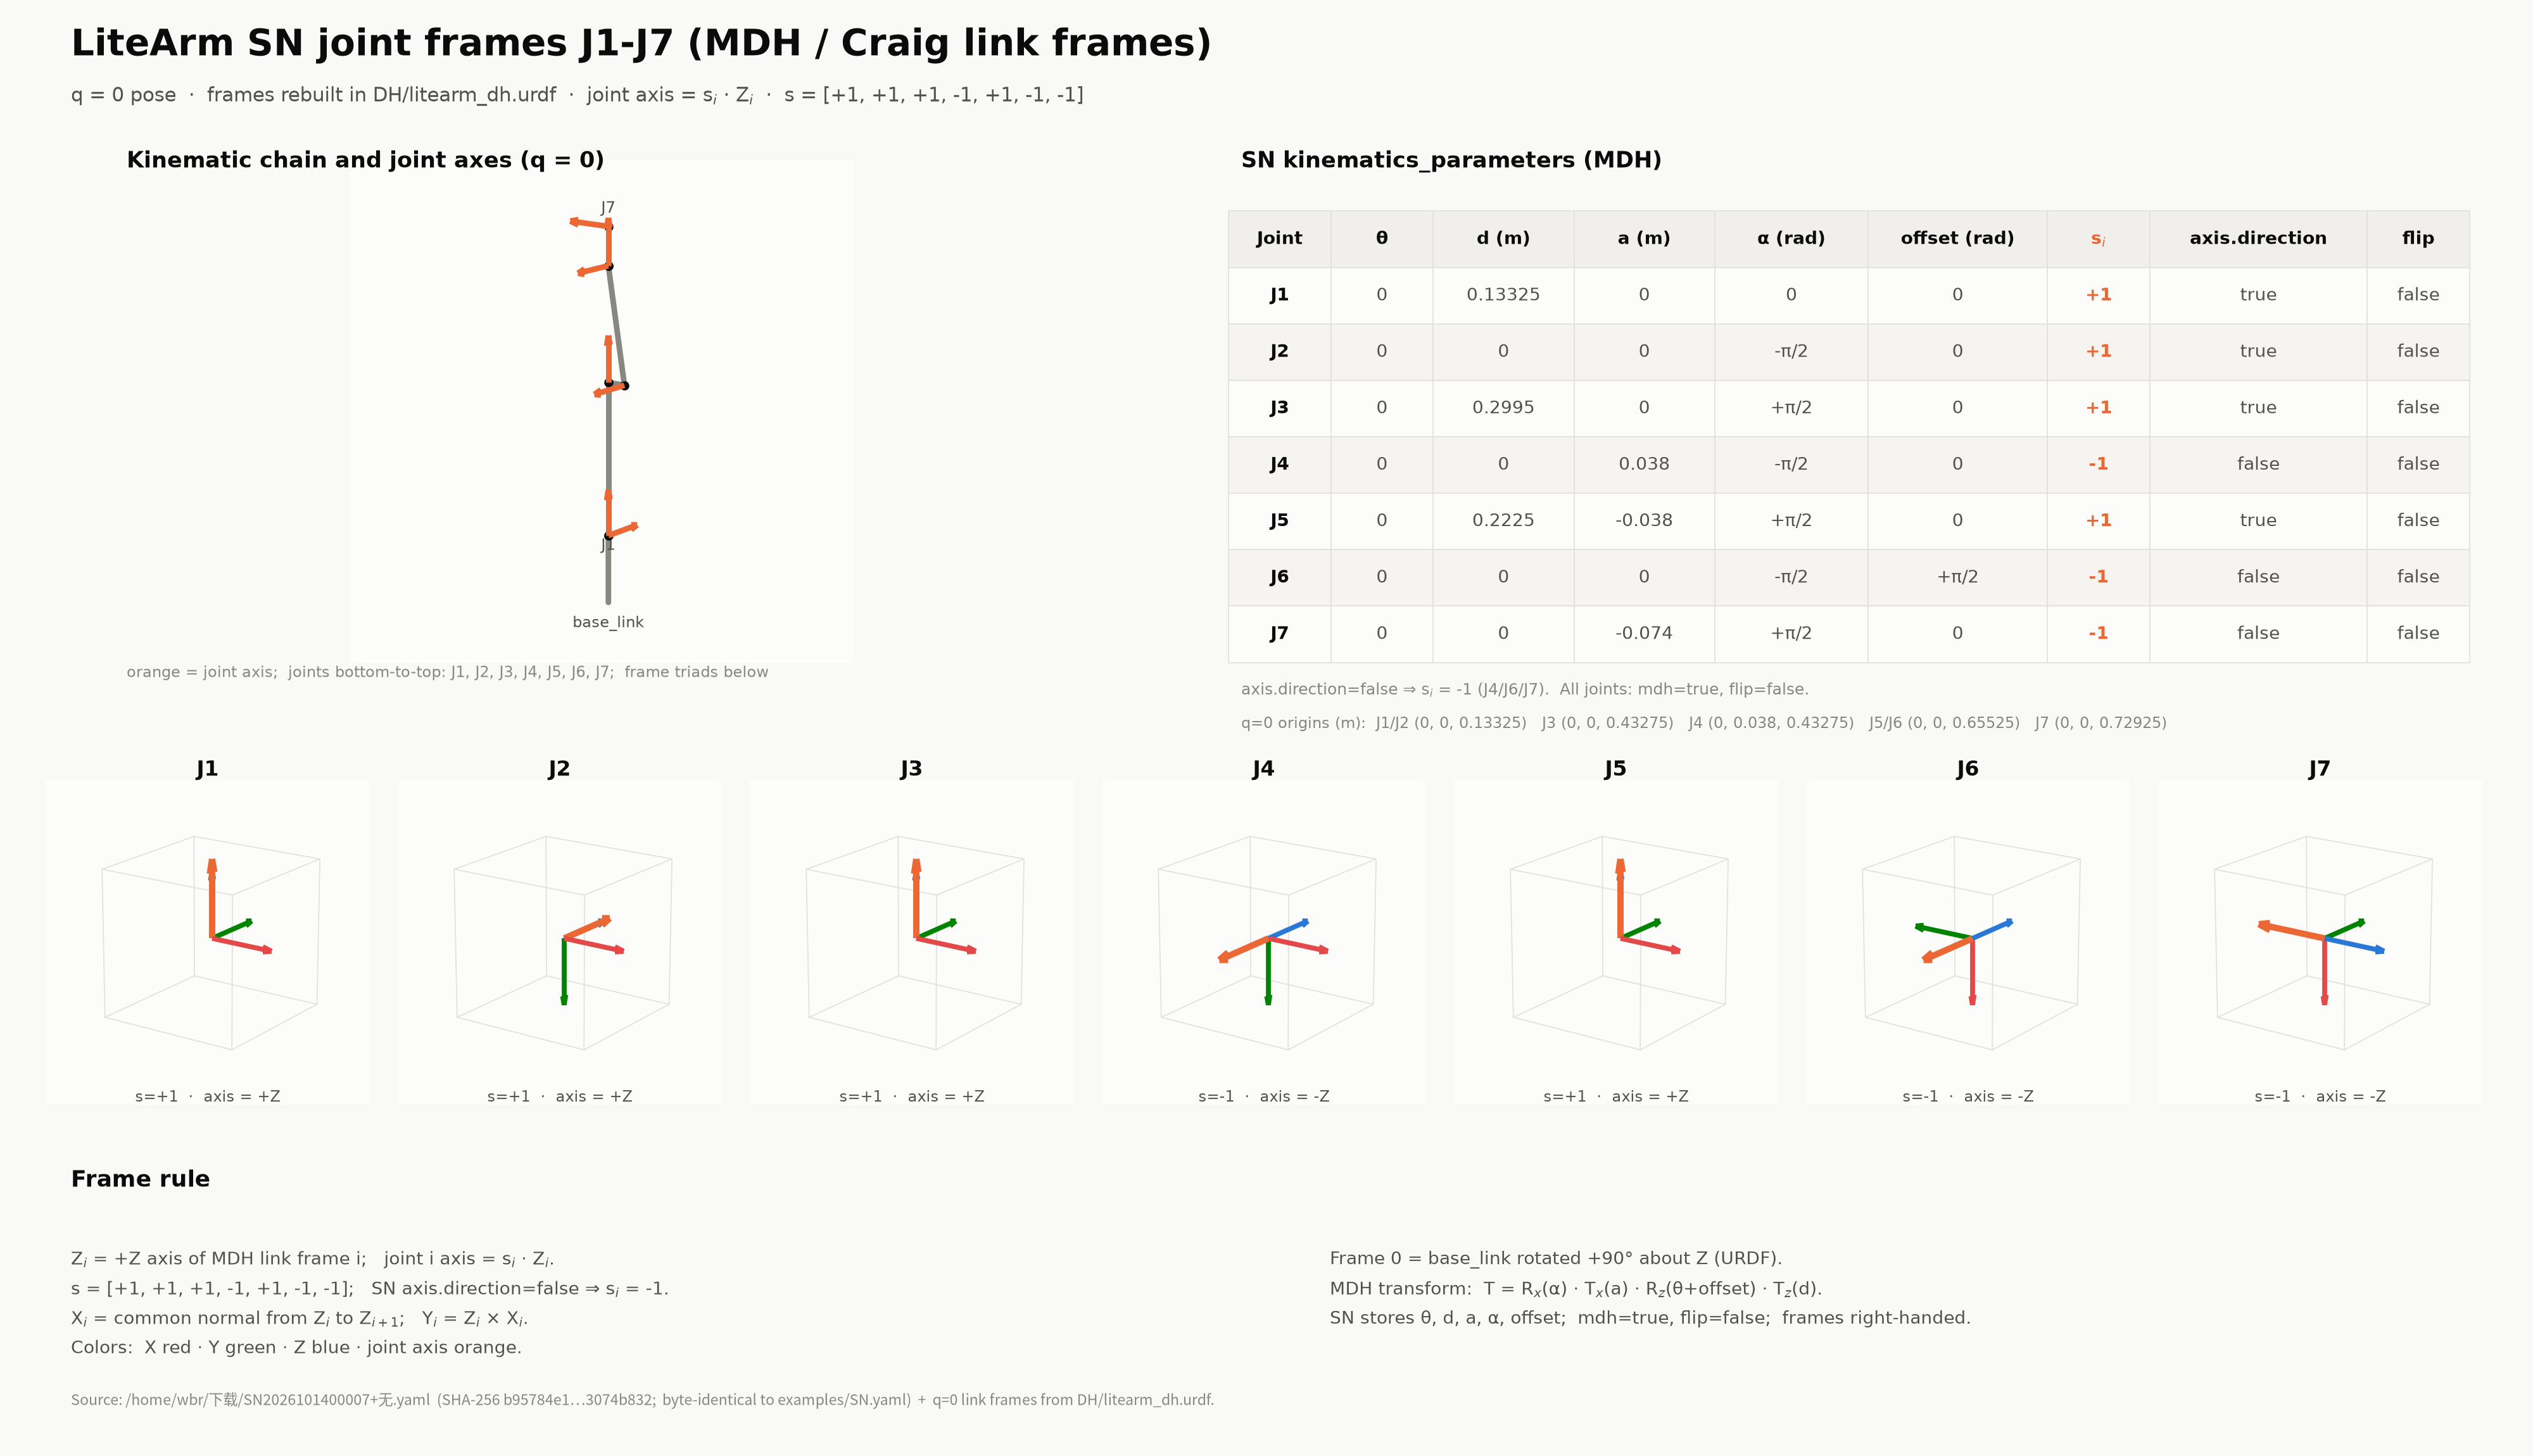 LiteArm SN joint frames J1-J7 (MDH / Craig link frames)
q = 0 pose · frames rebuilt in DH/litearm_dh.urdf · joint axis = sᵢ · Zᵢ · s = [+1, +1, +1, -1, +1, -1, -1]
Kinematic chain and joint axes (q = 0)
J7
J1
base_link
orange = joint axis; joints bottom-to-top: J1, J2, J3, J4, J5, J6, J7; frame triads below
SN kinematics_parameters (MDH)
Joint θ d (m) a (m) α (rad) offset (rad) sᵢ axis.direction flip
J1 0 0.13325 0 0 0 +1 true false
J2 0 0 0 -π/2 0 +1 true false
J3 0 0.2995 0 +π/2 0 +1 true false
J4 0 0 0.038 -π/2 0 -1 false false
J5 0 0.2225 -0.038 +π/2 0 +1 true false
J6 0 0 0 -π/2 +π/2 -1 false false
J7 0 0 -0.074 +π/2 0 -1 false false
axis.direction=false ⇒ sᵢ = -1 (J4/J6/J7). All joints: mdh=true, flip=false.
q=0 origins (m): J1/J2 (0, 0, 0.13325) J3 (0, 0, 0.43275) J4 (0, 0.038, 0.43275) J5/J6 (0, 0, 0.65525) J7 (0, 0, 0.72925)
J1 J2 J3 J4 J5 J6 J7
s=+1 · axis = +Z s=+1 · axis = +Z s=+1 · axis = +Z s=-1 · axis = -Z s=+1 · axis = +Z s=-1 · axis = -Z s=-1 · axis = -Z
Frame rule
Zᵢ = +Z axis of MDH link frame i; joint i axis = sᵢ · Zᵢ.
s = [+1, +1, +1, -1, +1, -1, -1]; SN axis.direction=false ⇒ sᵢ = -1.
Xᵢ = common normal from Zᵢ to Zᵢ₊₁; Yᵢ = Zᵢ × Xᵢ.
Colors: X red · Y green · Z blue · joint axis orange.
Frame 0 = base_link rotated +90° about Z (URDF).
MDH transform: T = Rₓ(α) · Tₓ(a) · R_z(θ+offset) · T_z(d).
SN stores θ, d, a, α, offset; mdh=true, flip=false; frames right-handed.
Source: /home/wbr/下载/SN2026101400007+无.yaml (SHA-256 b95784e1…3074b832; byte-identical to examples/SN.yaml) + q=0 link frames from DH/litearm_dh.urdf.